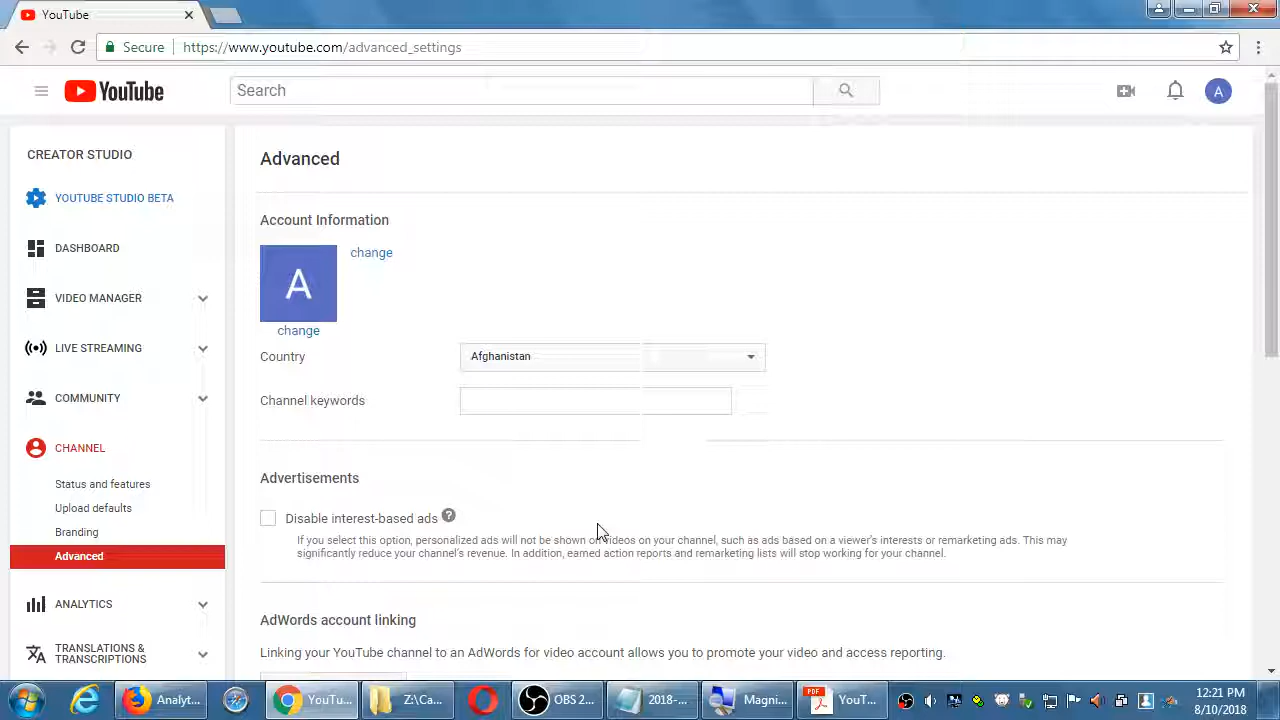 YouTube
Secure https://www.youtube.com/advanced_settings
YouTube
Search
A
CREATOR STUDIO
YOUTUBE STUDIO BETA
DASHBOARD
VIDEO MANAGER
LIVE STREAMING
COMMUNITY
CHANNEL
Status and features
Upload defaults
Branding
Advanced
ANALYTICS
TRANSLATIONS &
TRANSCRIPTIONS
Advanced
Account Information
A
change
change
Country
Afghanistan
Channel keywords
Advertisements
Disable interest-based ads ?
If you select this option, personalized ads will not be shown on videos on your channel, such as ads based on a viewer's interests or remarketing ads. This may
significantly reduce your channel's revenue. In addition, earned action reports and remarketing lists will stop working for your channel.
AdWords account linking
Linking your YouTube channel to an AdWords for video account allows you to promote your video and access reporting.
Analyt...
YouTu...
Z:\Ca...
OBS 2...
2018-...
Magni...
PDF
YouT...
12:21 PM
8/10/2018